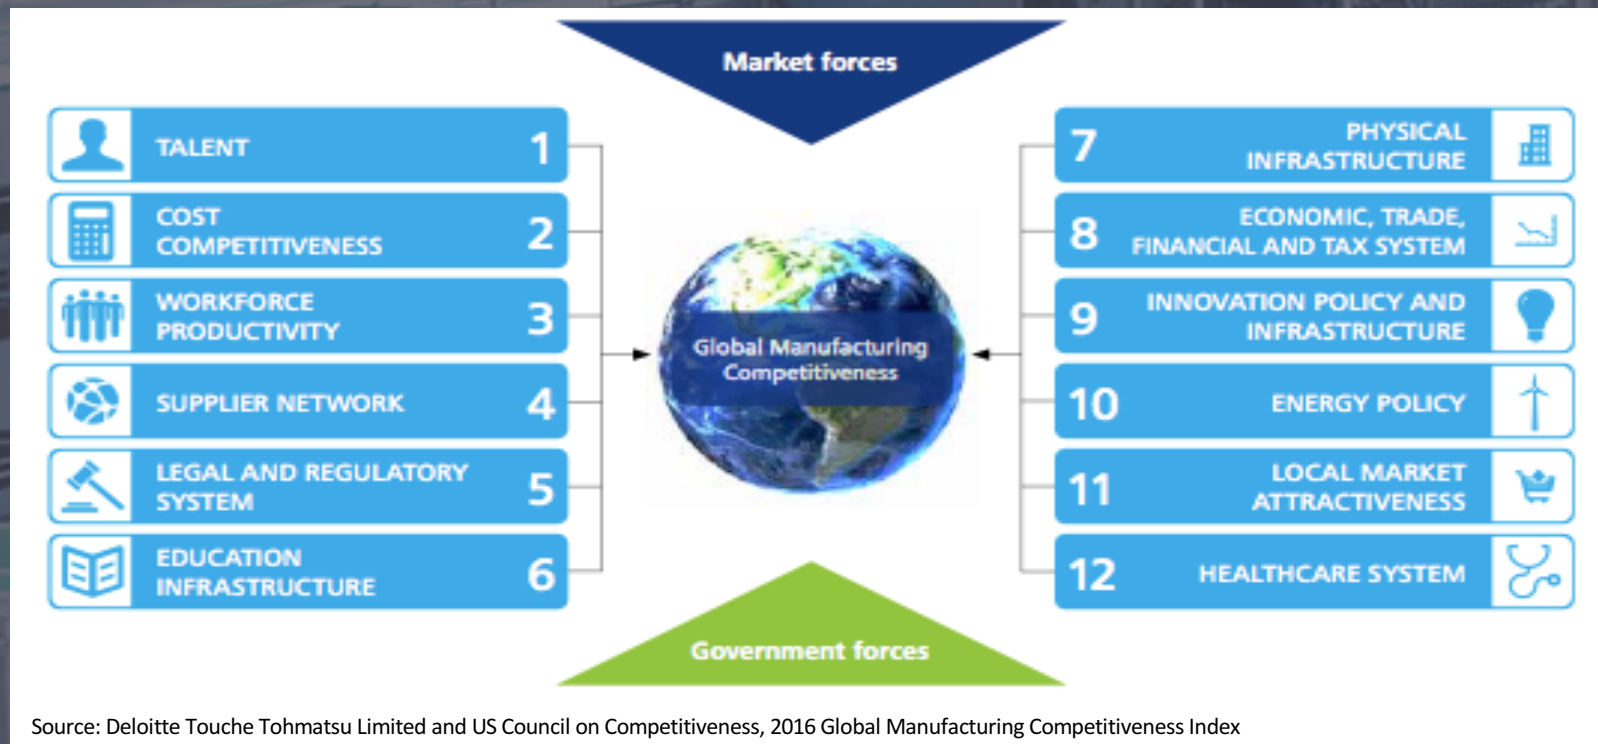 Market forces
TALENT 1
COST
COMPETITIVENESS 2
WORKFORCE
PRODUCTIVITY 3
SUPPLIER NETWORK 4
LEGAL AND REGULATORY
SYSTEM 5
EDUCATION
INFRASTRUCTURE 6
Global Manufacturing
Competitiveness
7 PHYSICAL
INFRASTRUCTURE
8 ECONOMIC, TRADE,
FINANCIAL AND TAX SYSTEM
9 INNOVATION POLICY AND
INFRASTRUCTURE
10 ENERGY POLICY
11 LOCAL MARKET
ATTRACTIVENESS
12 HEALTHCARE SYSTEM
Government forces
Source: Deloitte Touche Tohmatsu Limited and US Council on Competitiveness, 2016 Global Manufacturing Competitiveness Index